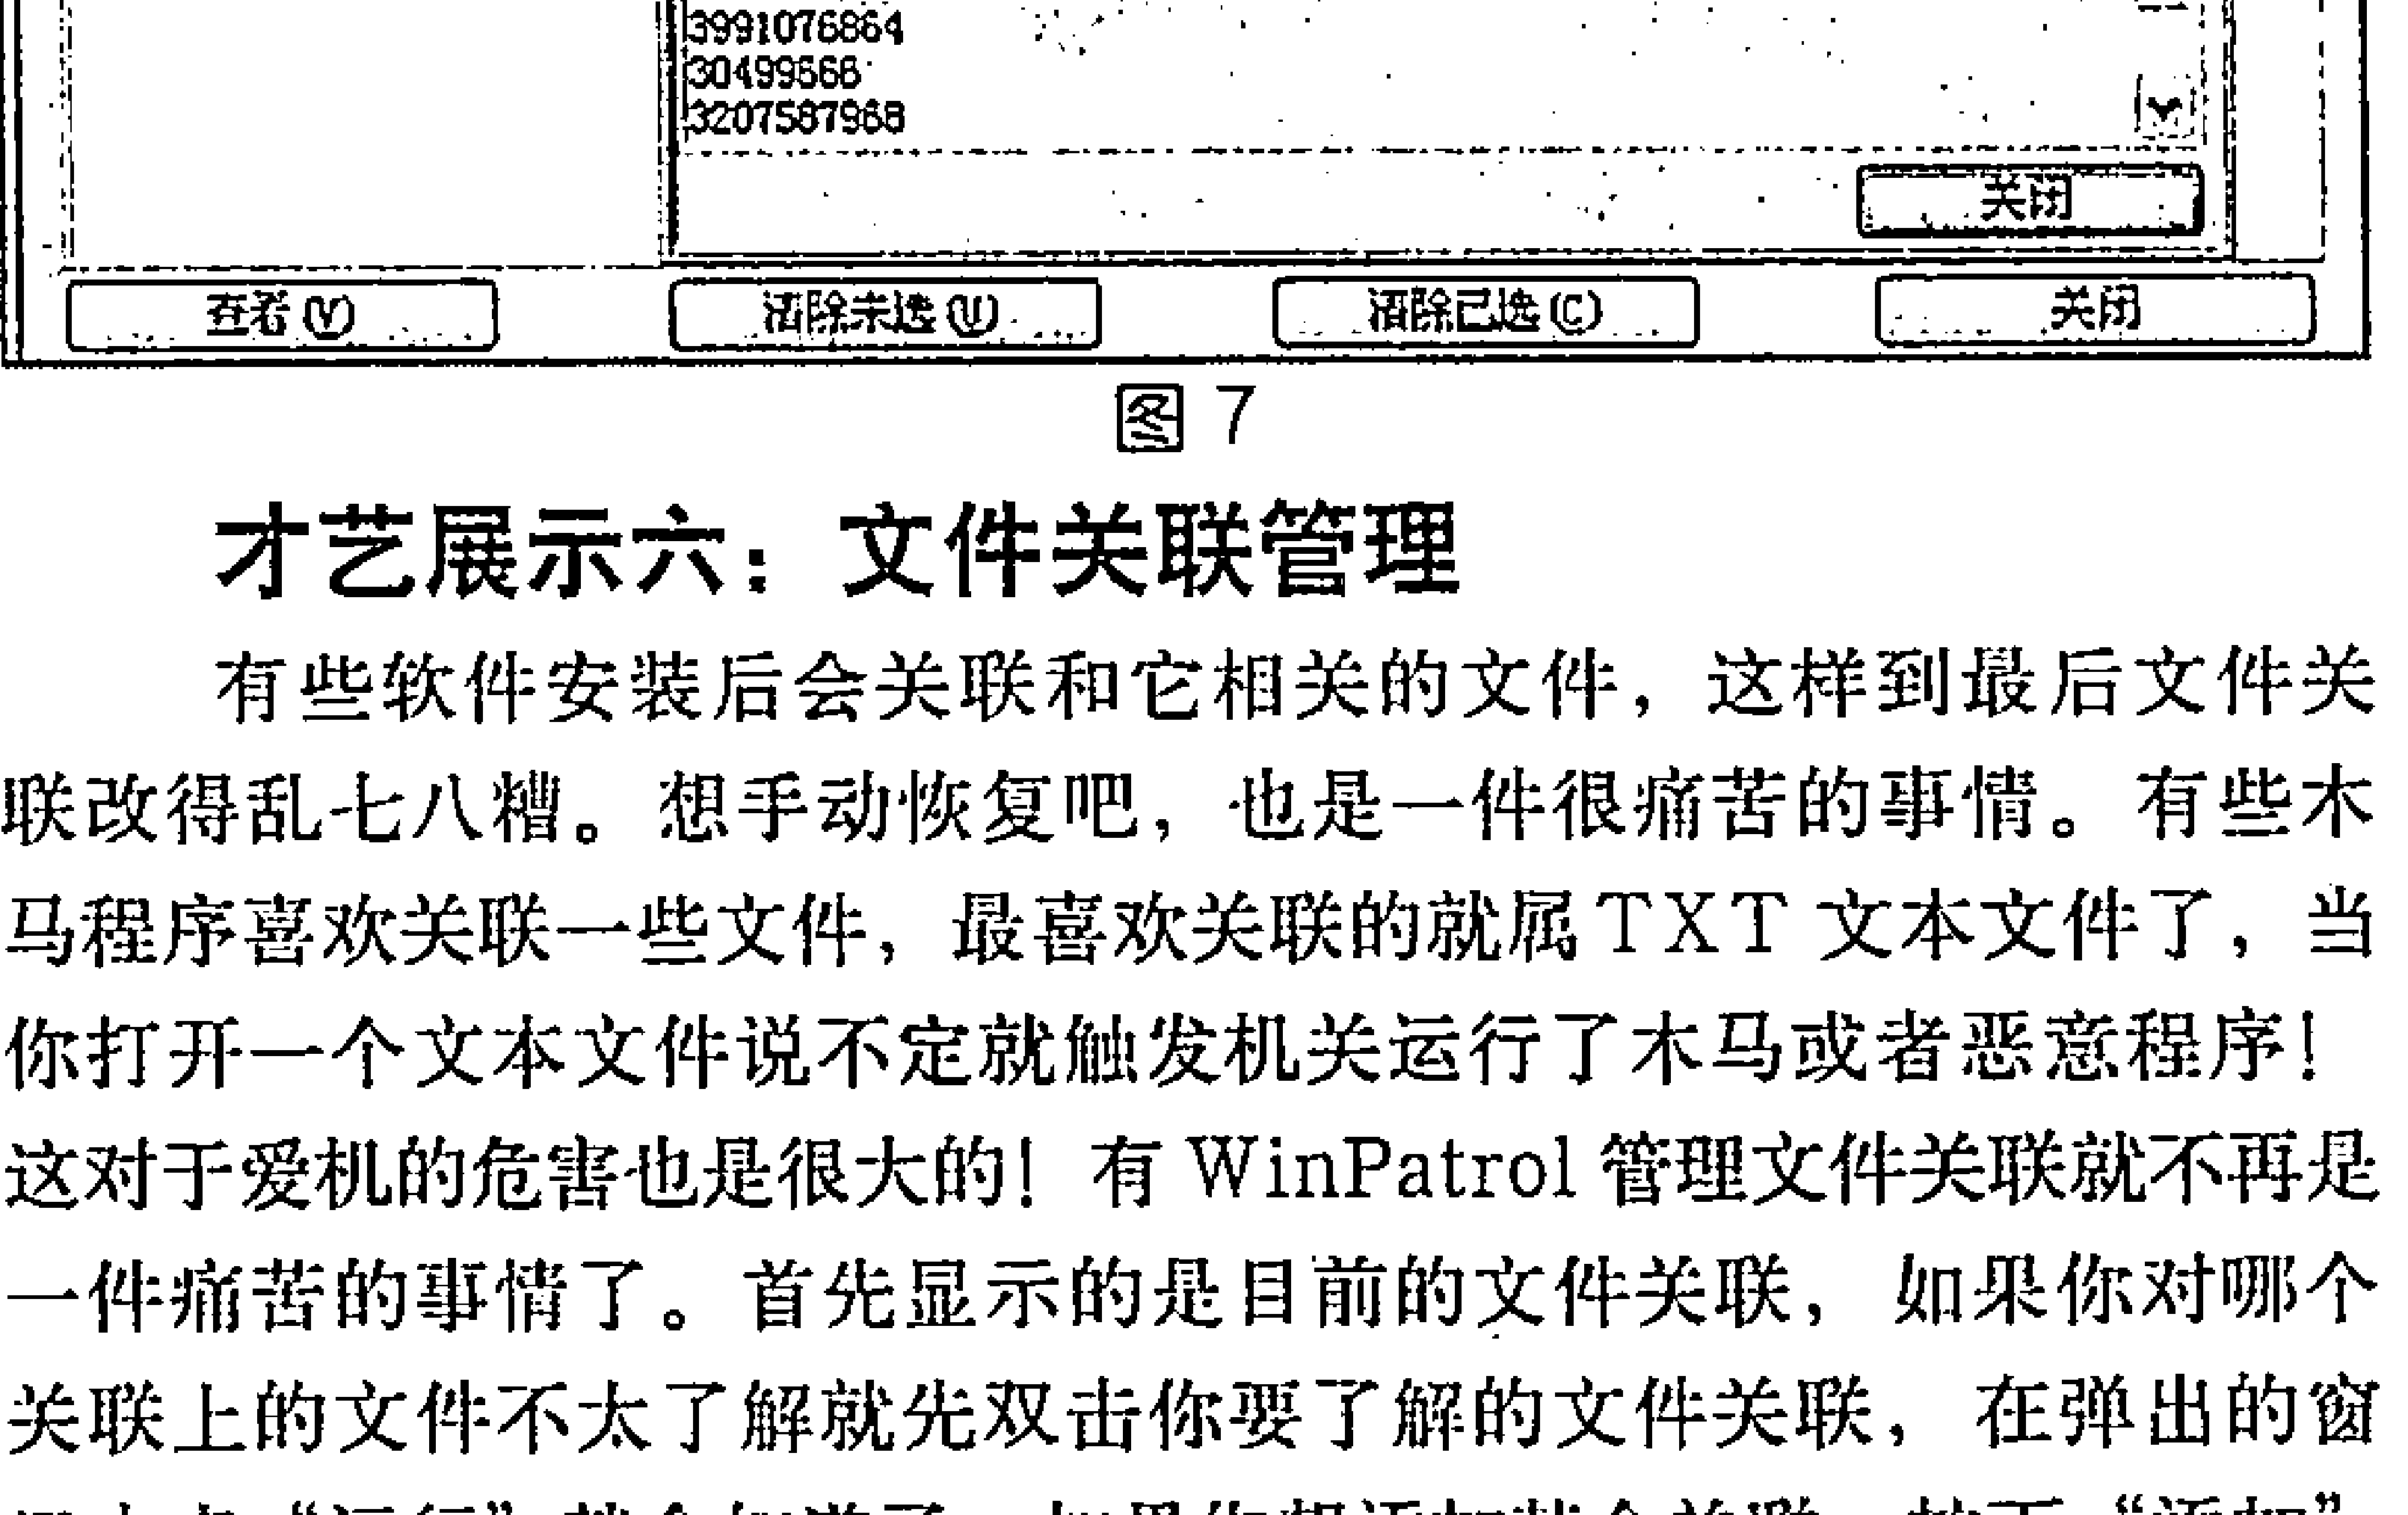 3991076864
30499668
3207587968
关闭
查看(V)
清除未选(U)
清除已选(C)
关闭
图 7
才艺展示六：文件关联管理
有些软件安装后会关联和它相关的文件，这样到最后文件关
联改得乱七八糟。想手动恢复吧，也是一件很痛苦的事情。有些木
马程序喜欢关联一些文件，最喜欢关联的就属TXT文本文件了，当
你打开一个文本文件说不定就触发机关运行了木马或者恶意程序！
这对于爱机的危害也是很大的！有WinPatrol管理文件关联就不再是
一件痛苦的事情了。首先显示的是目前的文件关联，如果你对哪个
关联上的文件不太了解就先双击你要了解的文件关联，在弹出的窗